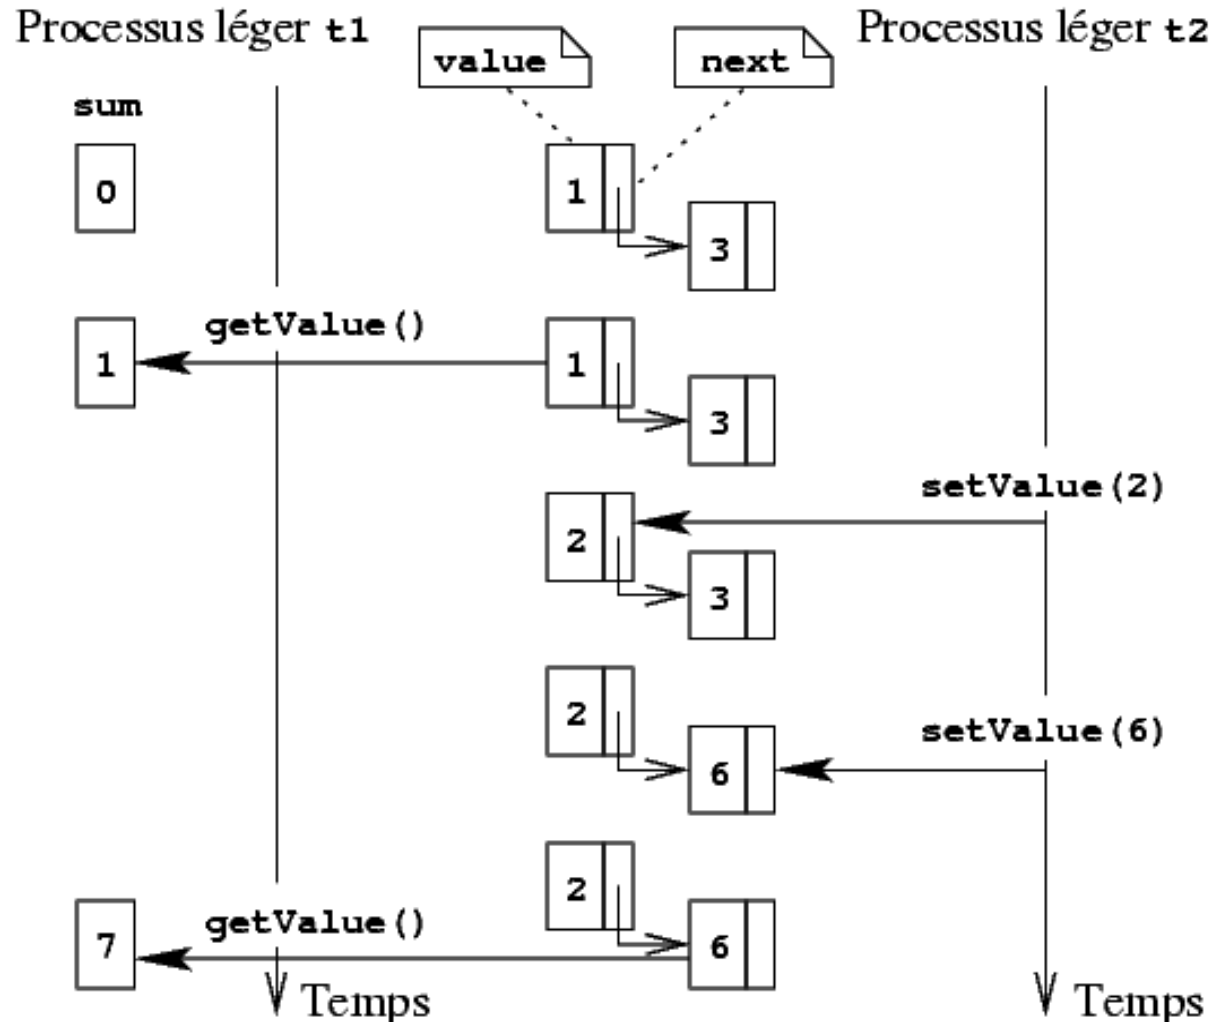 Processus léger t1
value
next
Processus léger t2
sum
0
1
3
getValue()
1
1
3
setValue(2)
2
3
2
setValue(6)
6
2
getValue()
7
6
Temps
Temps